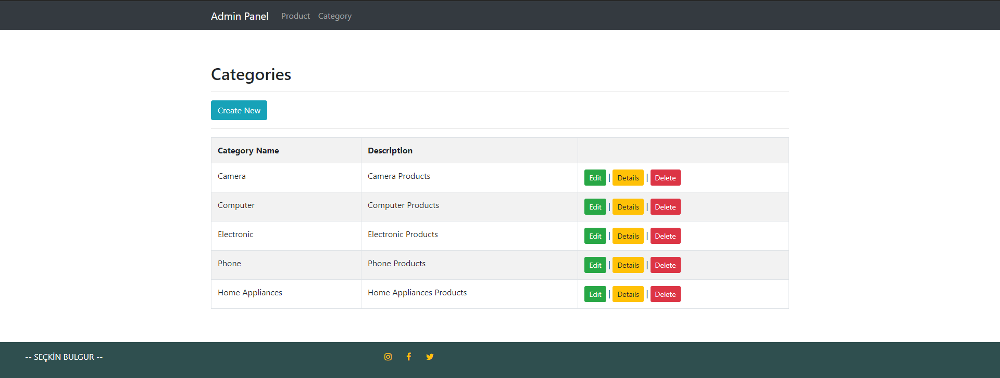 Admin Panel Product Category
Categories
Create New
Category Name Description
Camera Camera Products Edit | Details | Delete
Computer Computer Products Edit | Details | Delete
Electronic Electronic Products Edit | Details | Delete
Phone Phone Products Edit | Details | Delete
Home Appliances Home Appliances Products Edit | Details | Delete
-- SEÇKİN BULGUR --